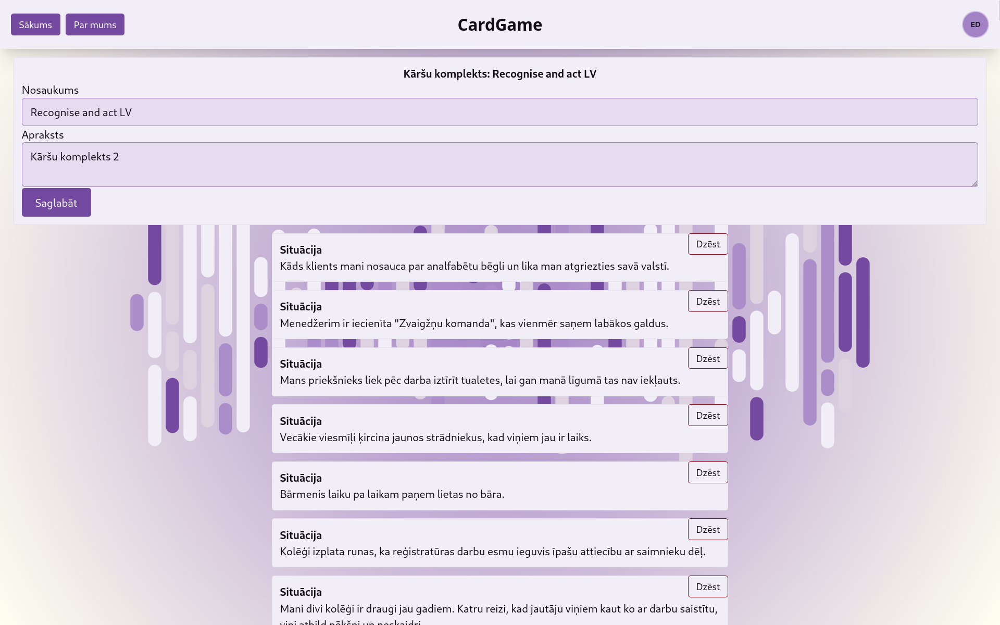 Sākums
Par mums
CardGame
ED
Kāršu komplekts: Recognise and act LV
Nosaukums
Recognise and act LV
Apraksts
Kāršu komplekts 2
Saglabāt
Situācija
Dzēst
Kāds klients mani nosauca par analfabētu bēgli un lika man atgriezties savā valstī.
Situācija
Dzēst
Menedžerim ir iecienīta "Zvaigžņu komanda", kas vienmēr saņem labākos galdus.
Situācija
Dzēst
Mans priekšnieks liek pēc darba iztīrīt tualetes, lai gan manā līgumā tas nav iekļauts.
Situācija
Dzēst
Vecākie viesmīļi ķircina jaunos strādniekus, kad viņiem jau ir laiks.
Situācija
Dzēst
Bārmenis laiku pa laikam paņem lietas no bāra.
Situācija
Dzēst
Kolēģi izplata runas, ka reģistratūras darbu esmu ieguvis īpašu attiecību ar saimnieku dēļ.
Situācija
Dzēst
Mani divi kolēģi ir draugi jau gadiem. Katru reizi, kad jautāju viņiem kaut ko ar darbu saistītu,
viņi atbild pēkšņi un neskaidri.